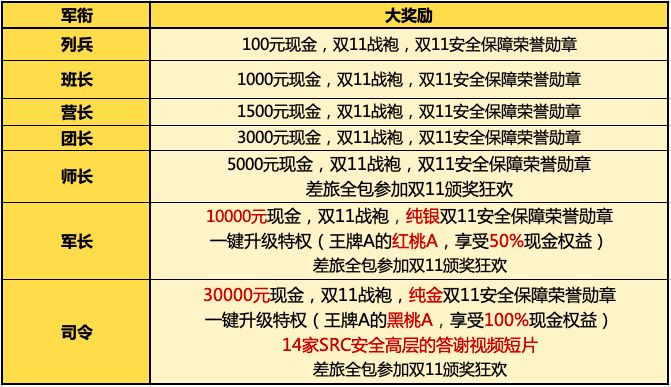 军衔 大奖励
列兵 100元现金，双11战袍，双11安全保障荣誉勋章
班长 1000元现金，双11战袍，双11安全保障荣誉勋章
营长 1500元现金，双11战袍，双11安全保障荣誉勋章
团长 3000元现金，双11战袍，双11安全保障荣誉勋章
师长 5000元现金，双11战袍，双11安全保障荣誉勋章
差旅全包参加双11颁奖狂欢
军长 10000元现金，双11战袍，纯银双11安全保障荣誉勋章
一键升级特权（王牌A的红桃A，享受50%现金权益）
差旅全包参加双11颁奖狂欢
司令 30000元现金，双11战袍，纯金双11安全保障荣誉勋章
一键升级特权（王牌A的黑桃A，享受100%现金权益）
14家SRC安全高层的答谢视频短片
差旅全包参加双11颁奖狂欢